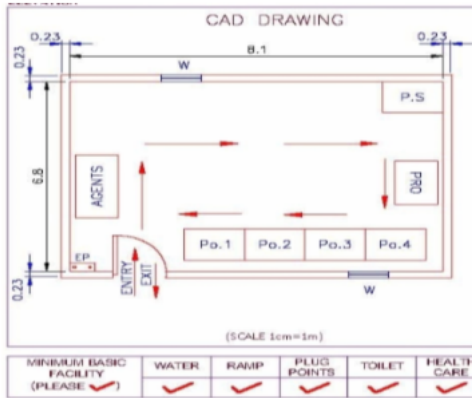 CAD DRAWING
0.23
8.1
0.23
0.23
W
P.S
6.8
AGENTS
PRO
Po.1
Po.2
Po.3
Po.4
EP
ENTRY
EXIT
0.23
W
(SCALE 1cm=1m)
MINIMUM BASIC
FACILITY
(PLEASE ✓)
WATER
RAMP
PLUG
POINTS
TOILET
HEALTH
CARE